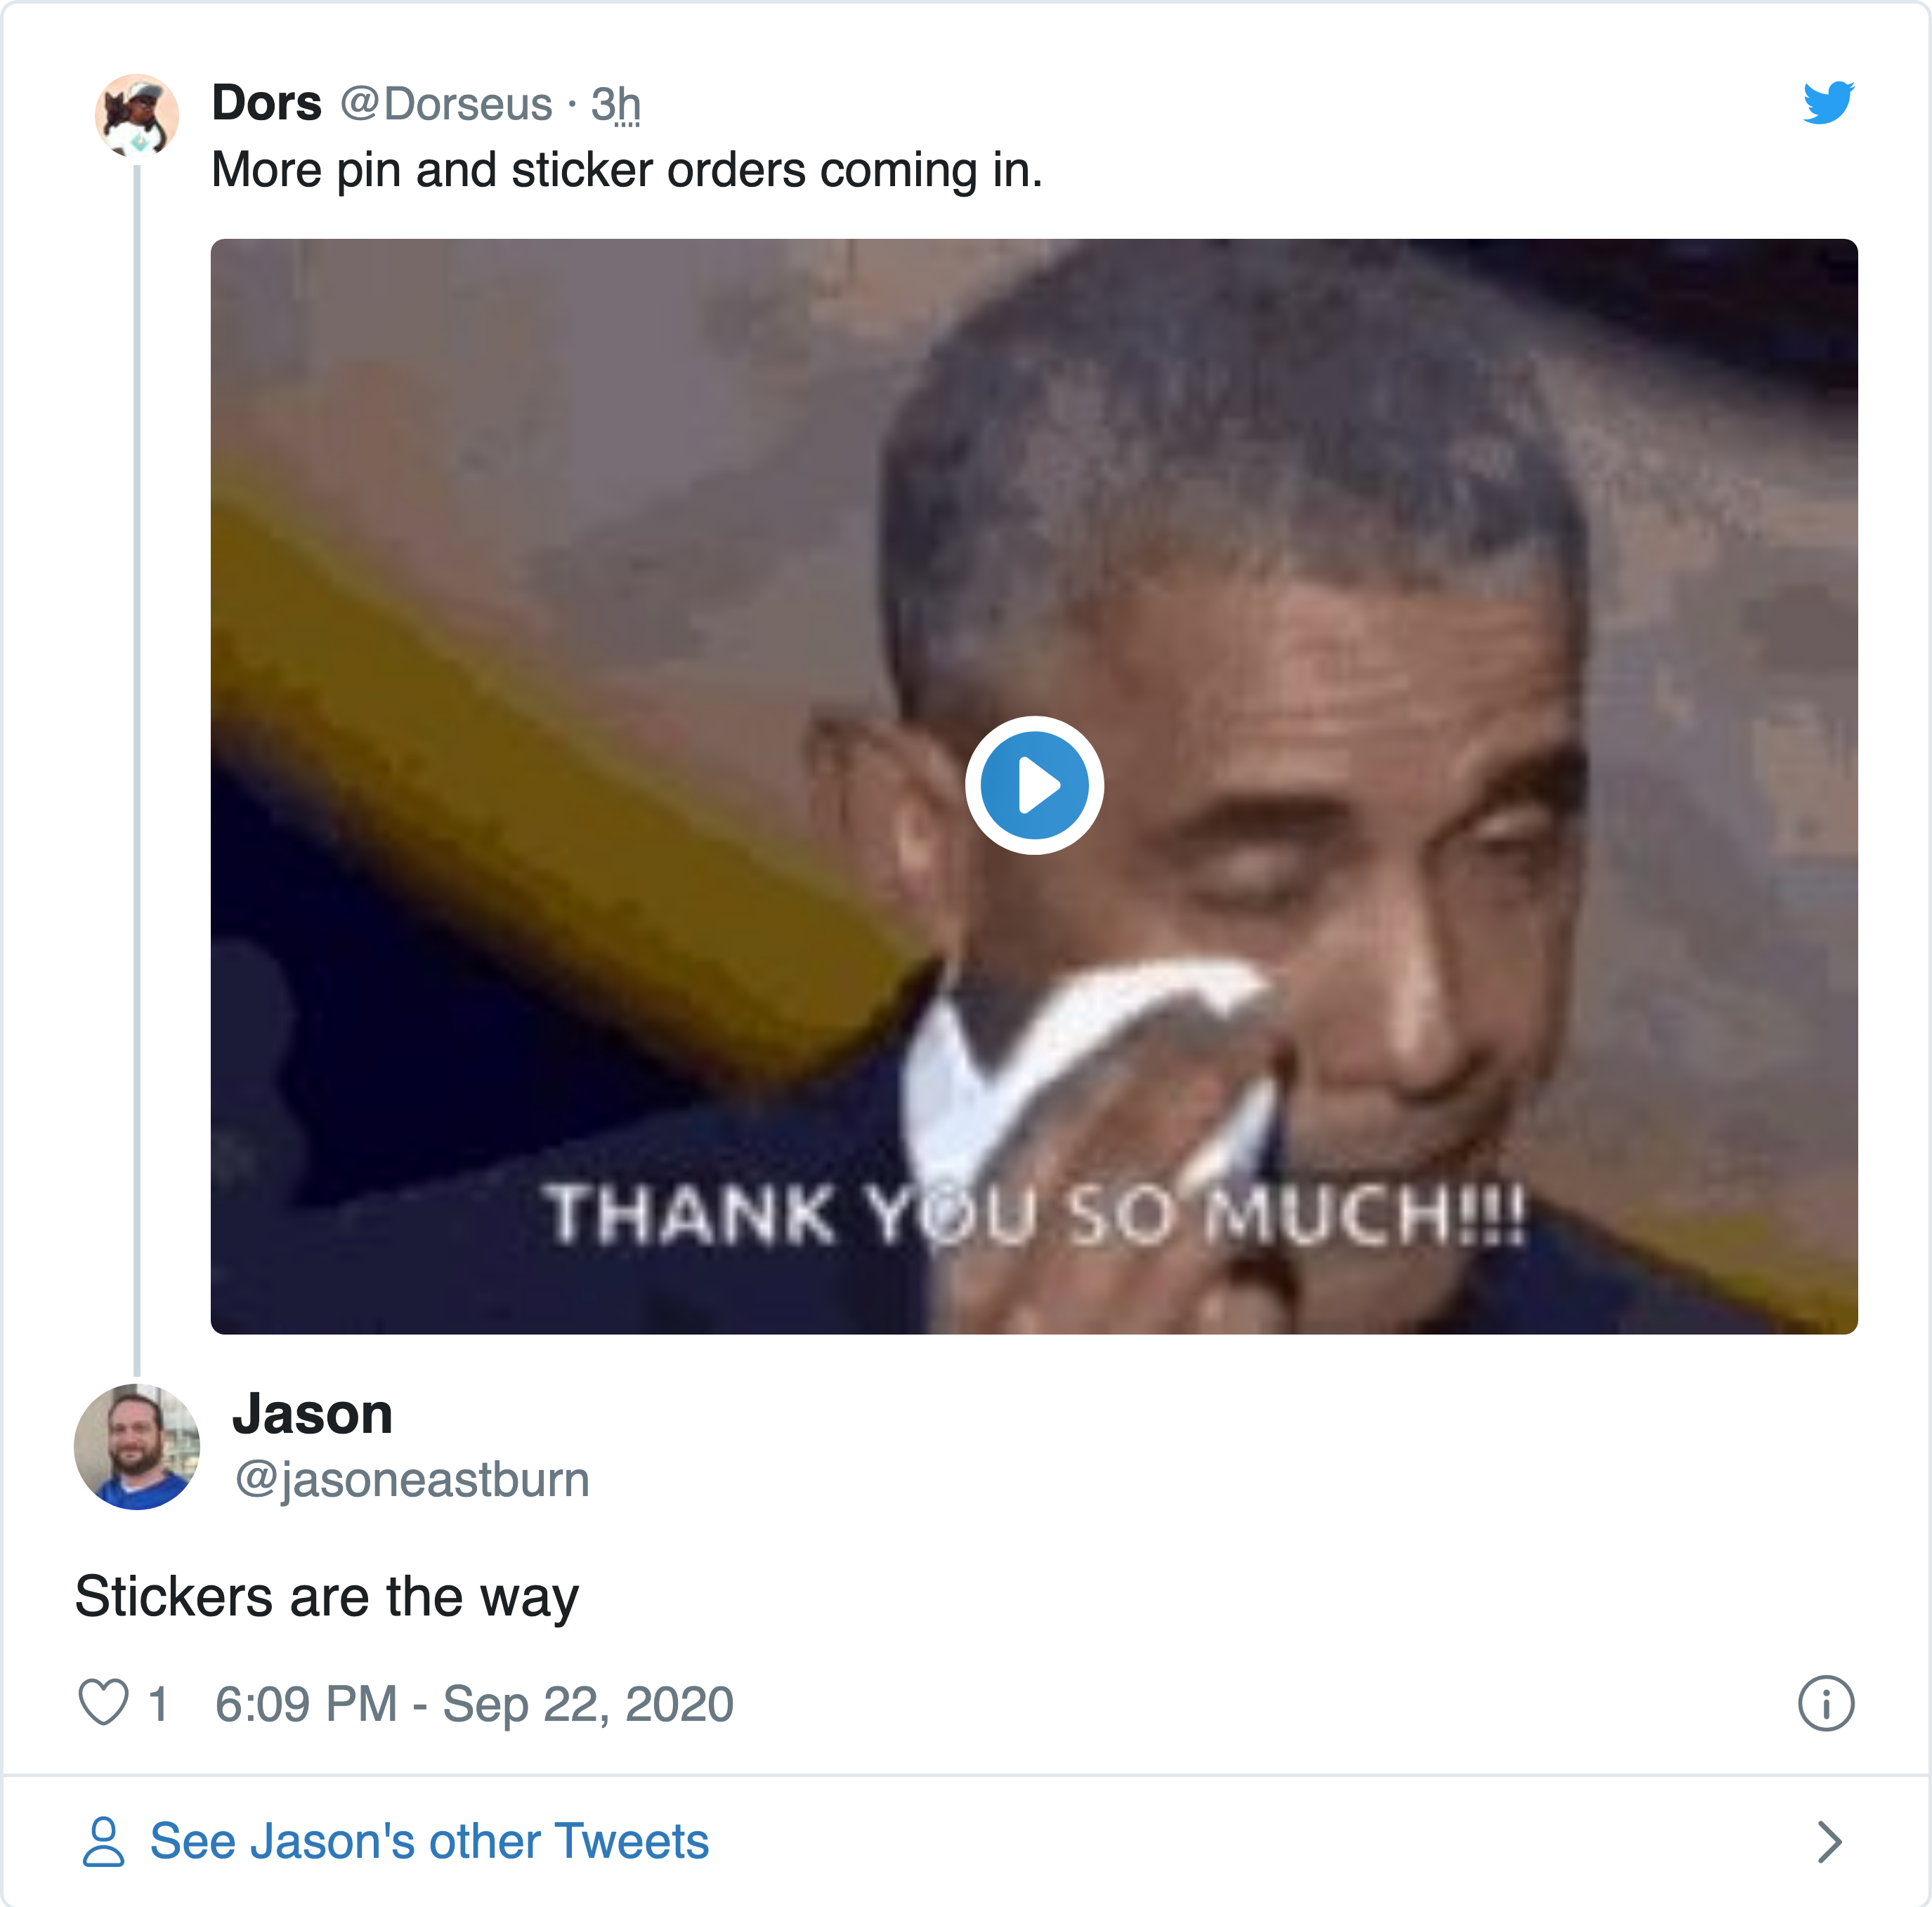 Dors @Dorseus · 3h
More pin and sticker orders coming in.
THANK YOU SO MUCH!!!
Jason
@jasoneastburn
Stickers are the way
1 6:09 PM - Sep 22, 2020
See Jason's other Tweets